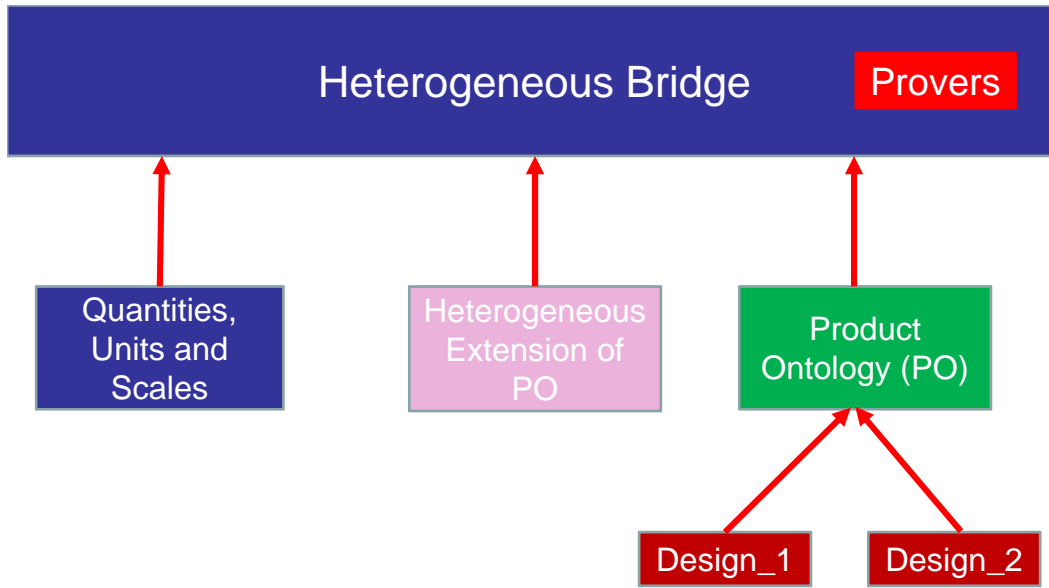 Heterogeneous Bridge
Provers
Quantities,
Units and
Scales
Heterogeneous
Extension of
PO
Product
Ontology (PO)
Design_1
Design_2